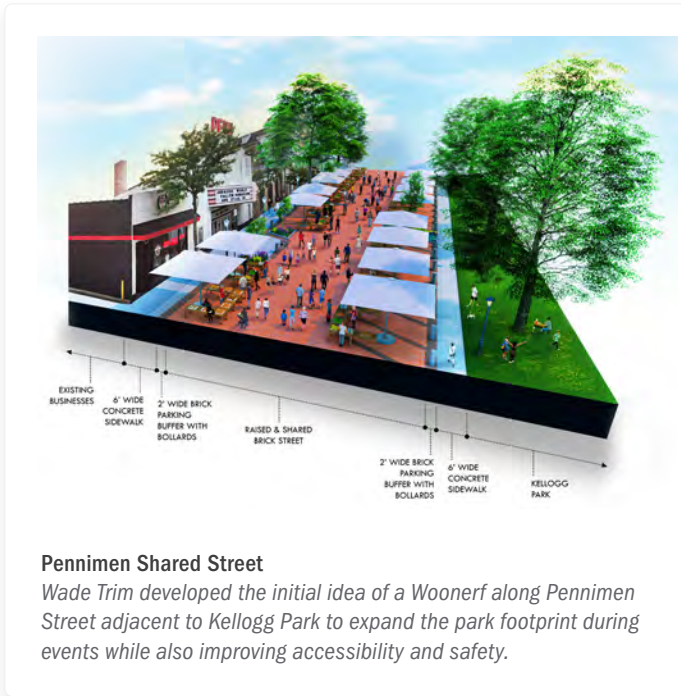 PENN
EXISTING
BUSINESSES
6' WIDE
CONCRETE
SIDEWALK
2' WIDE BRICK
PARKING
BUFFER WITH
BOLLARDS
RAISED & SHARED
BRICK STREET
2' WIDE BRICK
PARKING
BUFFER WITH
BOLLARDS
6' WIDE
CONCRETE
SIDEWALK
KELLOGG
PARK
Pennimen Shared Street
Wade Trim developed the initial idea of a Woonerf along Pennimen
Street adjacent to Kellogg Park to expand the park footprint during
events while also improving accessibility and safety.